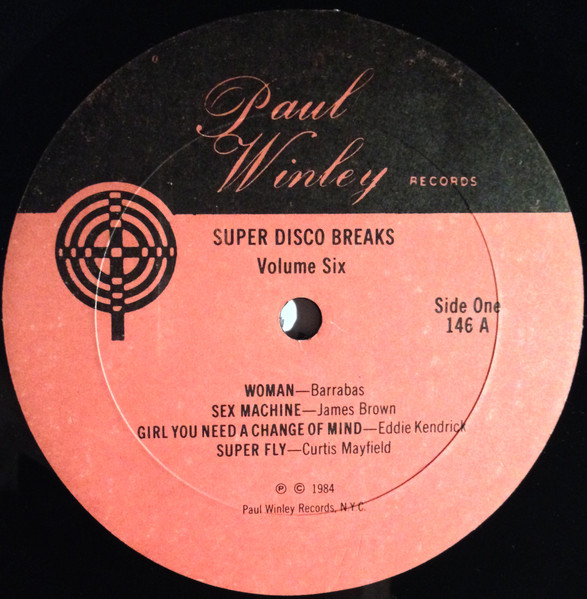 Paul
Winley RECORDS
SUPER DISCO BREAKS
Volume Six
Side One
146 A
WOMAN—Barrabas
SEX MACHINE—James Brown
GIRL YOU NEED A CHANGE OF MIND—Eddie Kendrick
SUPER FLY—Curtis Mayfield
Ⓟ © 1984
Paul Winley Records, N.Y.C.